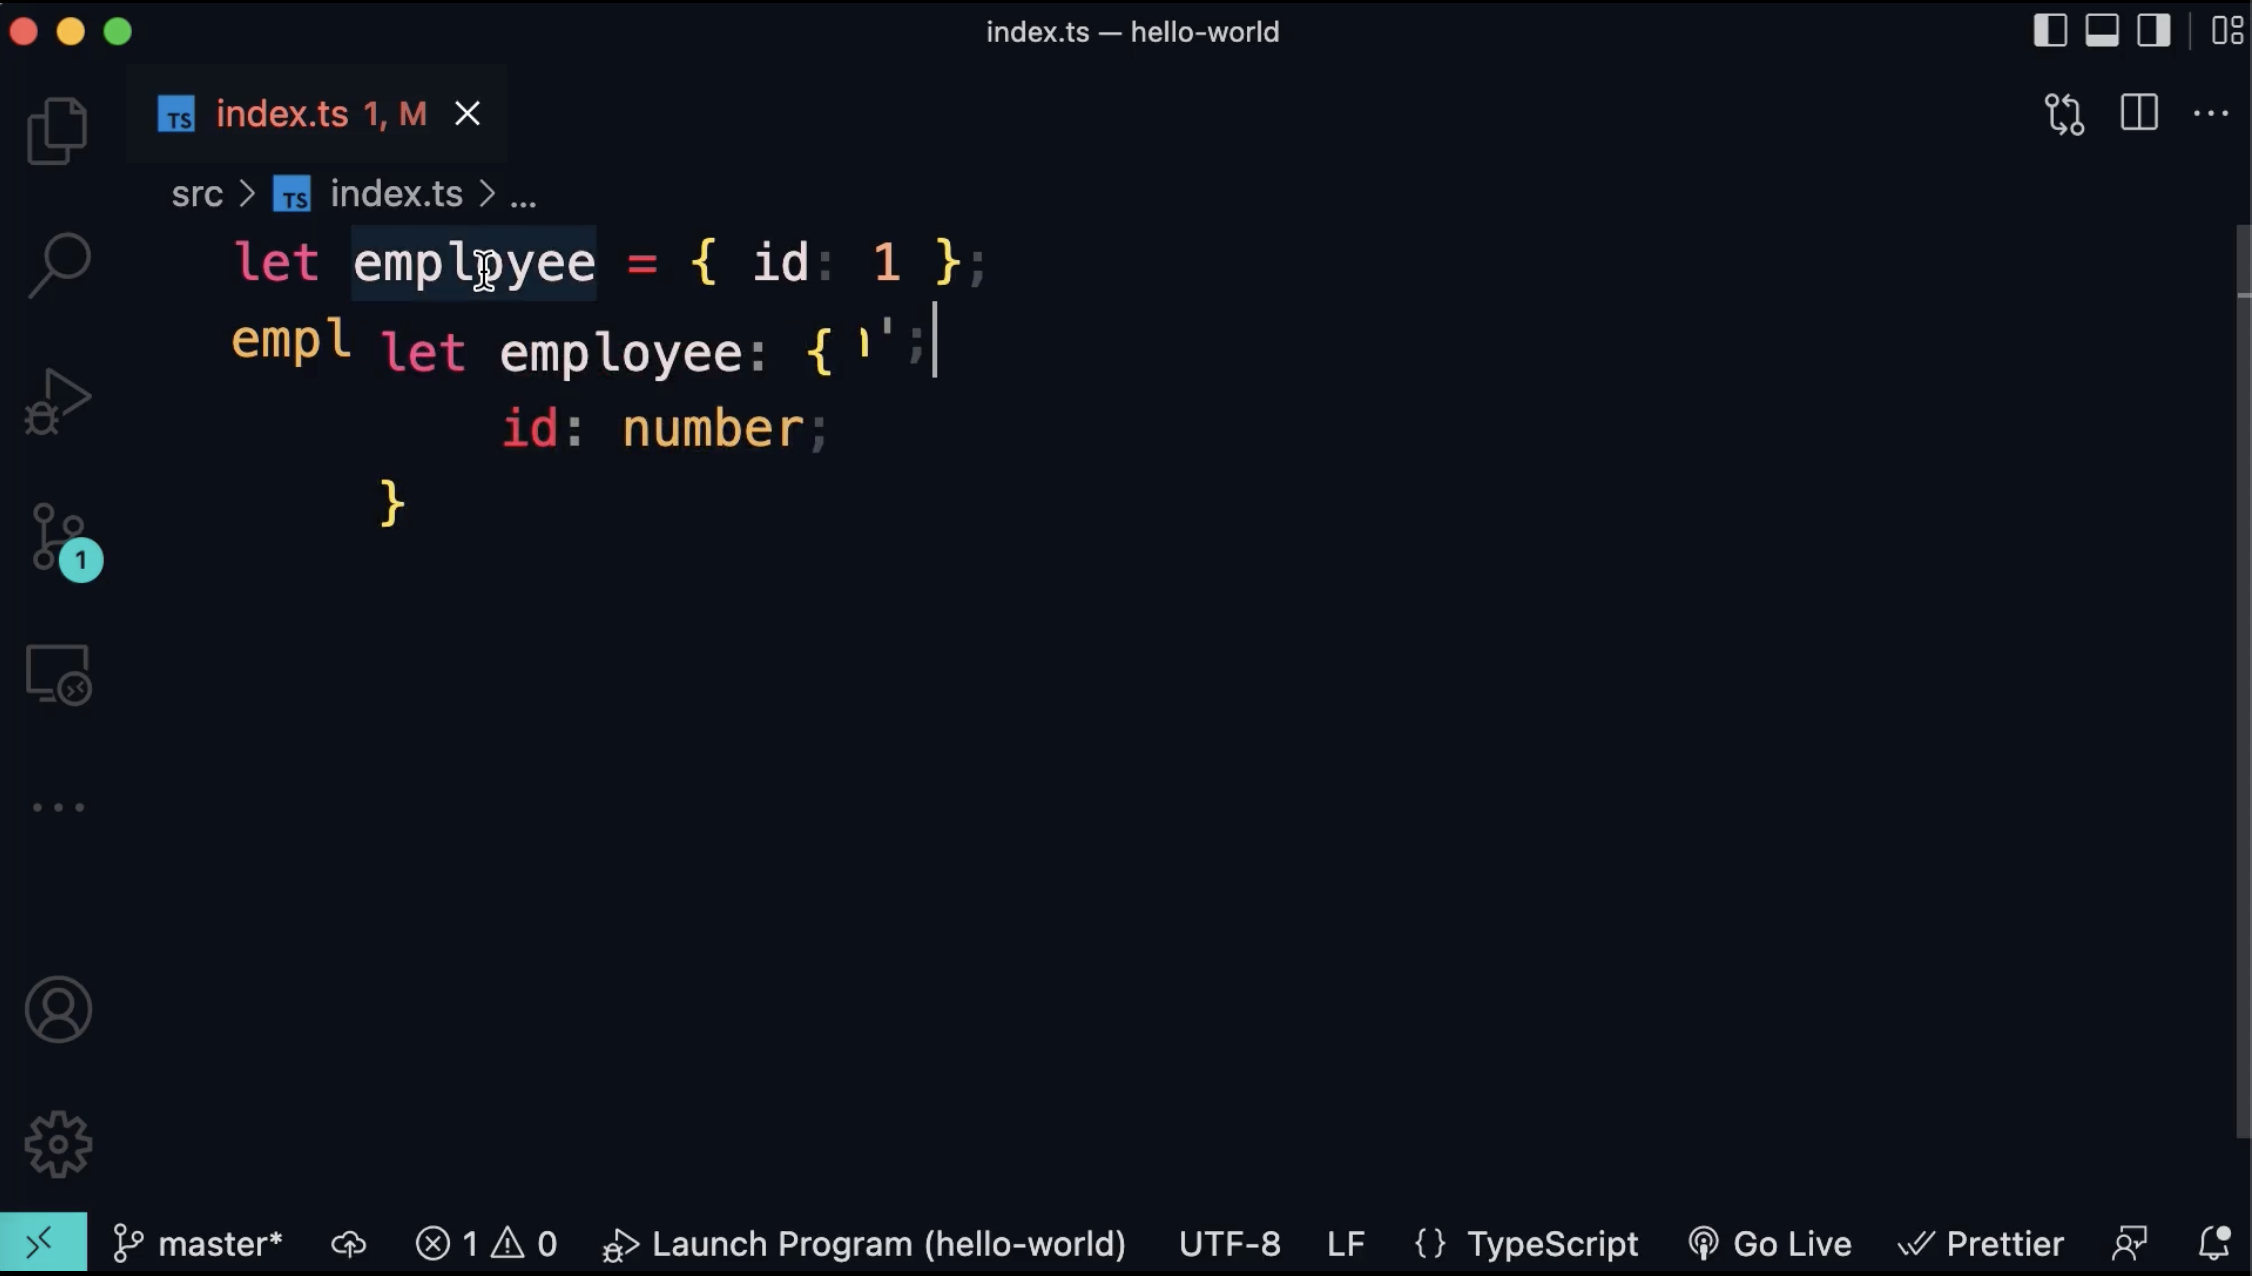 index.ts — hello-world
index.ts 1, M
src > index.ts > ...
let employee = { id: 1 };
empl
';
let employee: {
id: number;
}
1
master*
1 0
Launch Program (hello-world)
UTF-8
LF
{} TypeScript
Go Live
Prettier